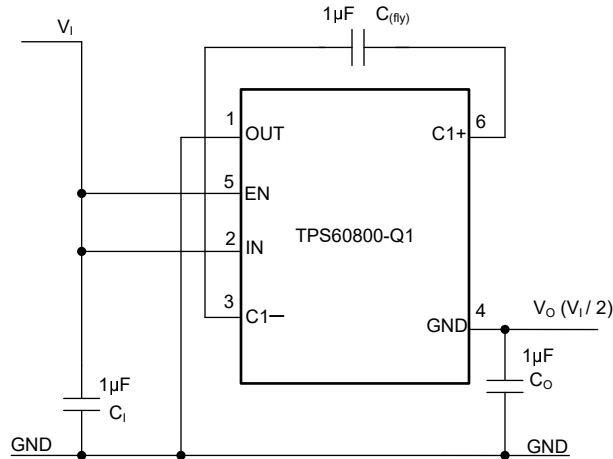 1µF C(fly)
VI
1
OUT
C1+
6
5
EN
2
IN
TPS60800-Q1
3
C1−
GND
4
VO (VI / 2)
1µF
CO
1µF
CI
GND
GND